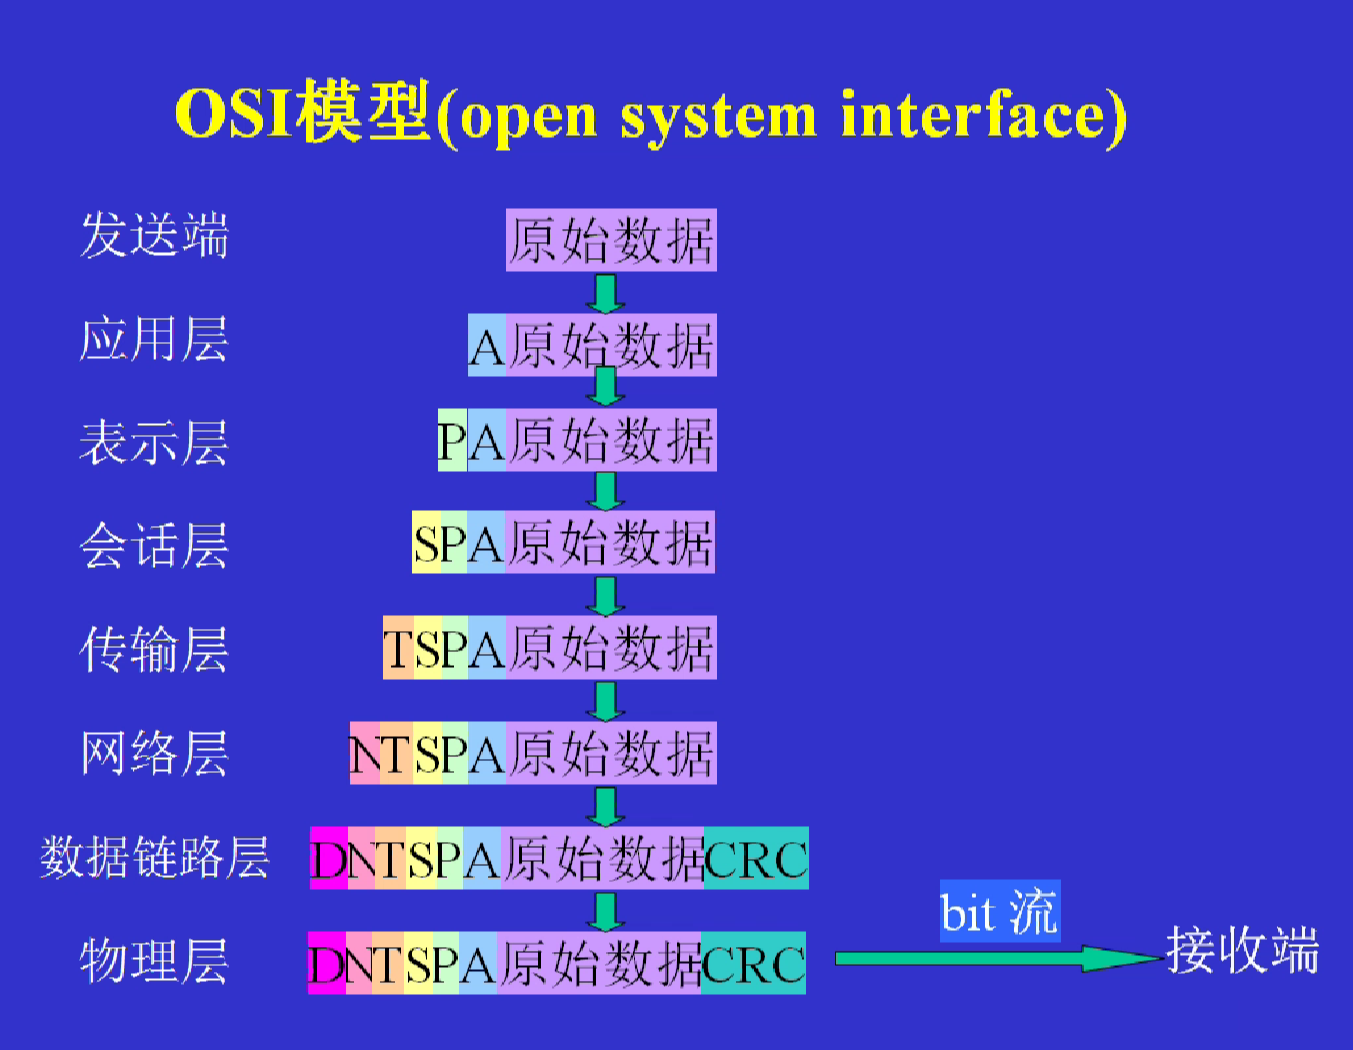 OSI模型(open system interface)
发送端 原始数据
应用层 A原始数据
表示层 PA原始数据
会话层 SPA原始数据
传输层 TSPA原始数据
网络层 NTSPA原始数据
数据链路层 DNTSPA原始数据CRC
物理层 DNTSPA原始数据CRC bit 流 接收端